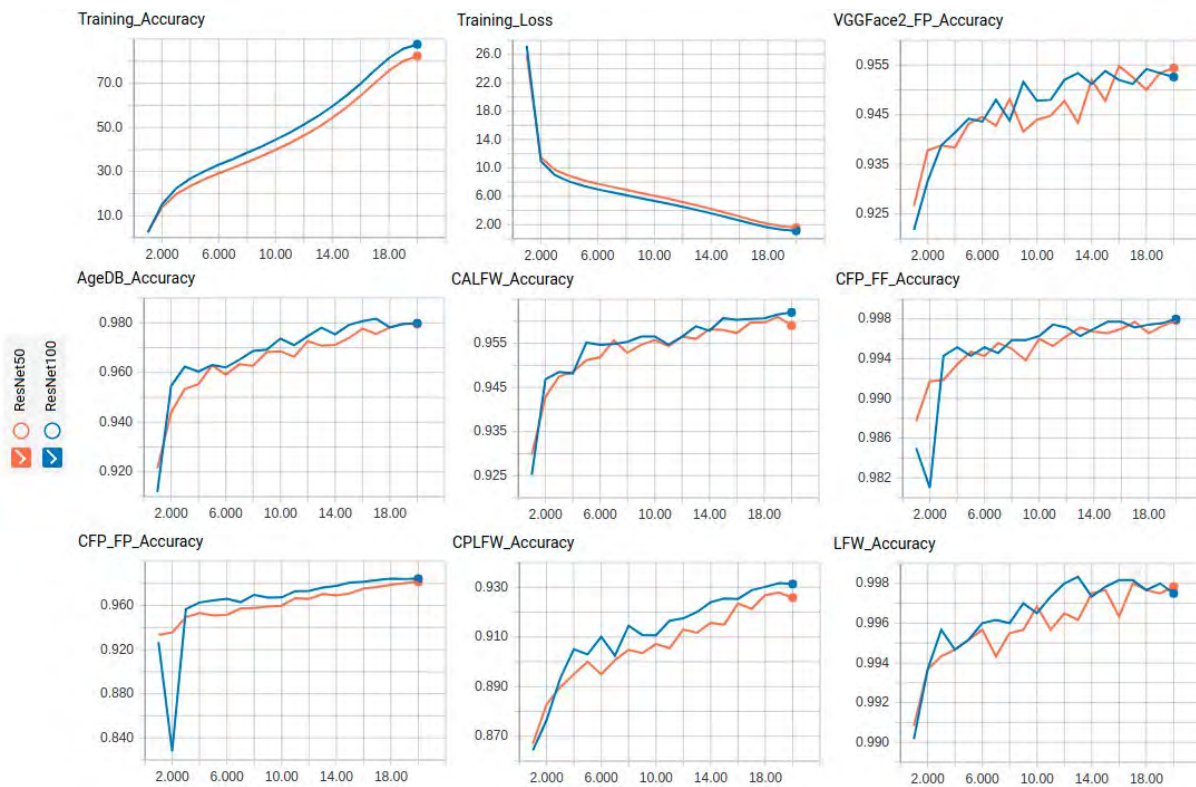 Training_Accuracy
70.0
50.0
30.0
10.0
2.000 6.000 10.00 14.00 18.00
Training_Loss
26.0
22.0
18.0
14.0
10.0
6.00
2.00
2.000 6.000 10.00 14.00 18.00
VGGFace2_FP_Accuracy
0.955
0.945
0.935
0.925
2.000 6.000 10.00 14.00 18.00
AgeDB_Accuracy
0.980
0.960
0.940
0.920
2.000 6.000 10.00 14.00 18.00
CALFW_Accuracy
0.955
0.945
0.935
0.925
2.000 6.000 10.00 14.00 18.00
CFP_FF_Accuracy
0.998
0.994
0.990
0.986
0.982
2.000 6.000 10.00 14.00 18.00
ResNet50
ResNet100
CFP_FP_Accuracy
0.960
0.920
0.880
0.840
2.000 6.000 10.00 14.00 18.00
CPLFW_Accuracy
0.930
0.910
0.890
0.870
2.000 6.000 10.00 14.00 18.00
LFW_Accuracy
0.998
0.996
0.994
0.992
0.990
2.000 6.000 10.00 14.00 18.00